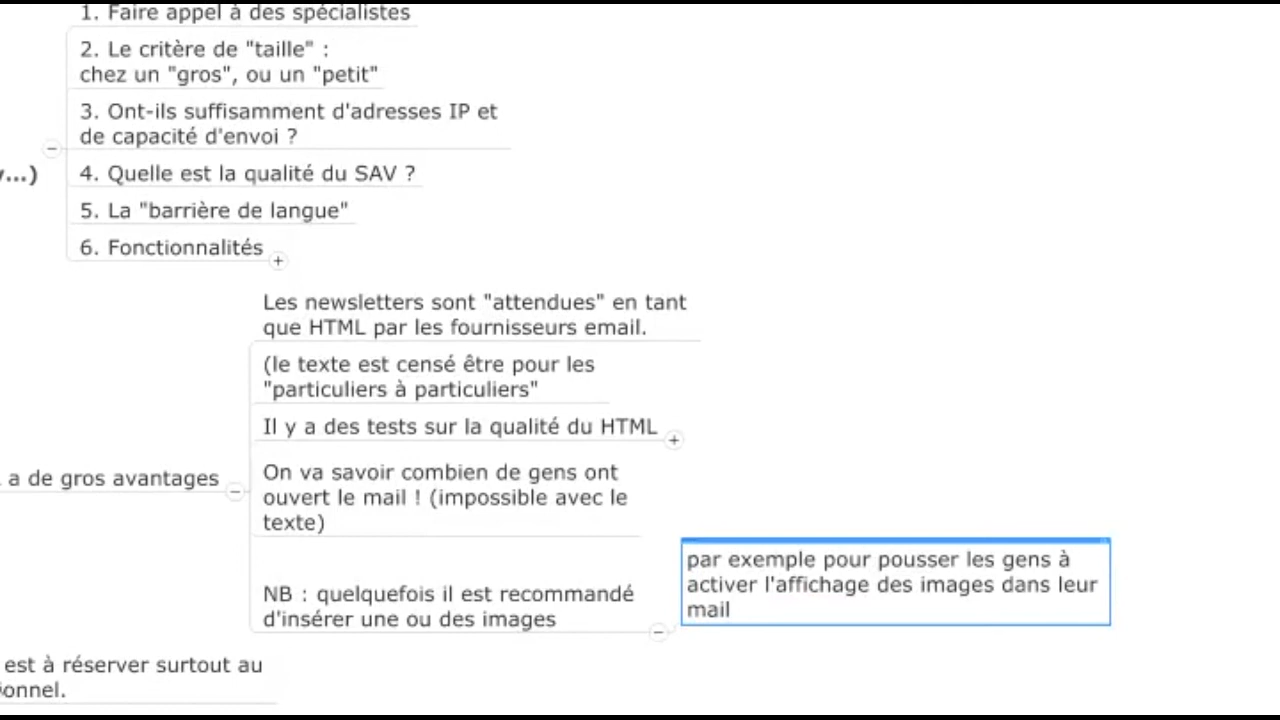 1. Faire appel à des spécialistes
2. Le critère de "taille" :
chez un "gros", ou un "petit"
3. Ont-ils suffisamment d'adresses IP et
de capacité d'envoi ?
...)
4. Quelle est la qualité du SAV ?
5. La "barrière de langue"
6. Fonctionnalités
Les newsletters sont "attendues" en tant
que HTML par les fournisseurs email.
(le texte est censé être pour les
"particuliers à particuliers"
Il y a des tests sur la qualité du HTML
a de gros avantages
On va savoir combien de gens ont
ouvert le mail ! (impossible avec le
texte)
NB : quelquefois il est recommandé
d'insérer une ou des images
par exemple pour pousser les gens à
activer l'affichage des images dans leur
mail
est à réserver surtout au
onnel.